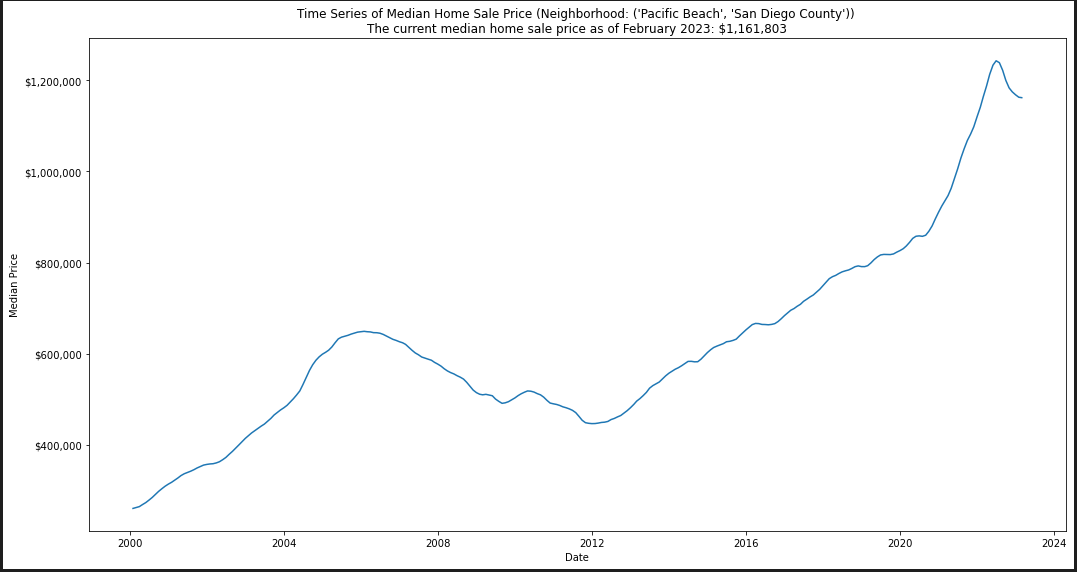 Time Series of Median Home Sale Price (Neighborhood: ('Pacific Beach', 'San Diego County'))
The current median home sale price as of February 2023: $1,161,803
$1,200,000
$1,000,000
$800,000
$600,000
$400,000
Median Price
2000 2004 2008 2012 2016 2020 2024
Date